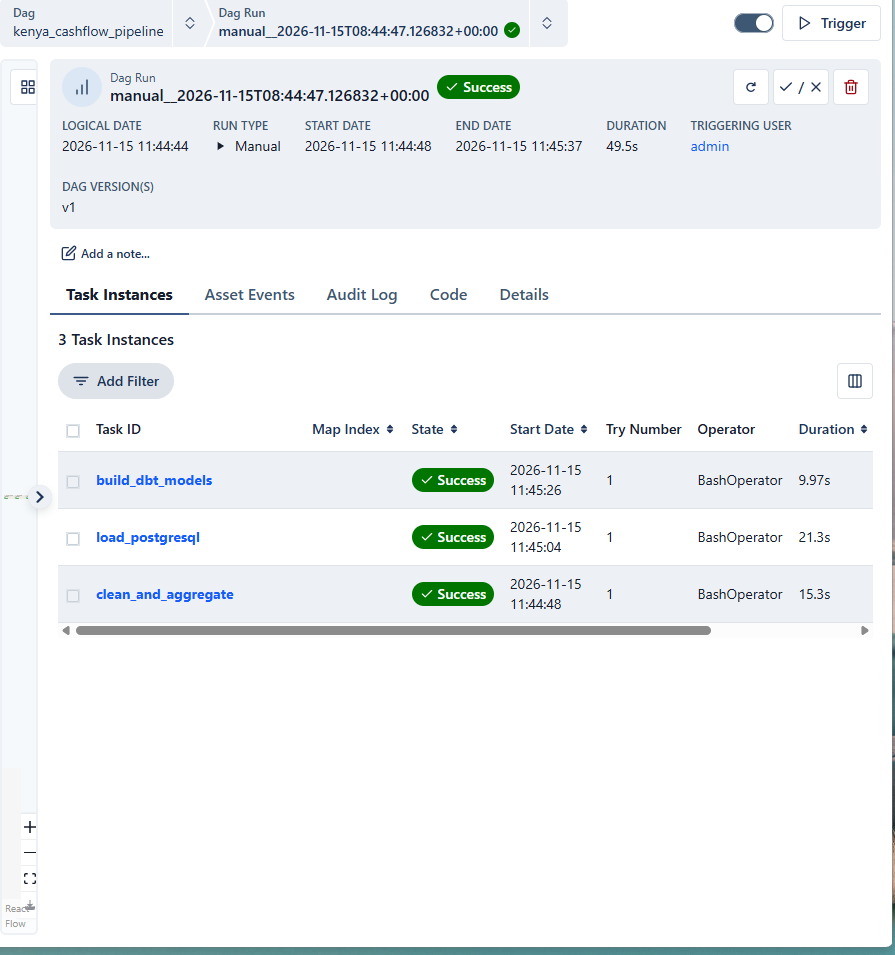 Dag
kenya_cashflow_pipeline
Dag Run
manual__2026-11-15T08:44:47.126832+00:00
Trigger
Dag Run
manual__2026-11-15T08:44:47.126832+00:00
Success
/
LOGICAL DATE RUN TYPE START DATE END DATE DURATION TRIGGERING USER
2026-11-15 11:44:44 Manual 2026-11-15 11:44:48 2026-11-15 11:45:37 49.5s admin
DAG VERSION(S)
v1
Add a note...
Task Instances Asset Events Audit Log Code Details
3 Task Instances
Add Filter
Task ID Map Index State Start Date Try Number Operator Duration
build_dbt_models Success 2026-11-15 11:45:26 1 BashOperator 9.97s
load_postgresql Success 2026-11-15 11:45:04 1 BashOperator 21.3s
clean_and_aggregate Success 2026-11-15 11:44:48 1 BashOperator 15.3s
React
Flow